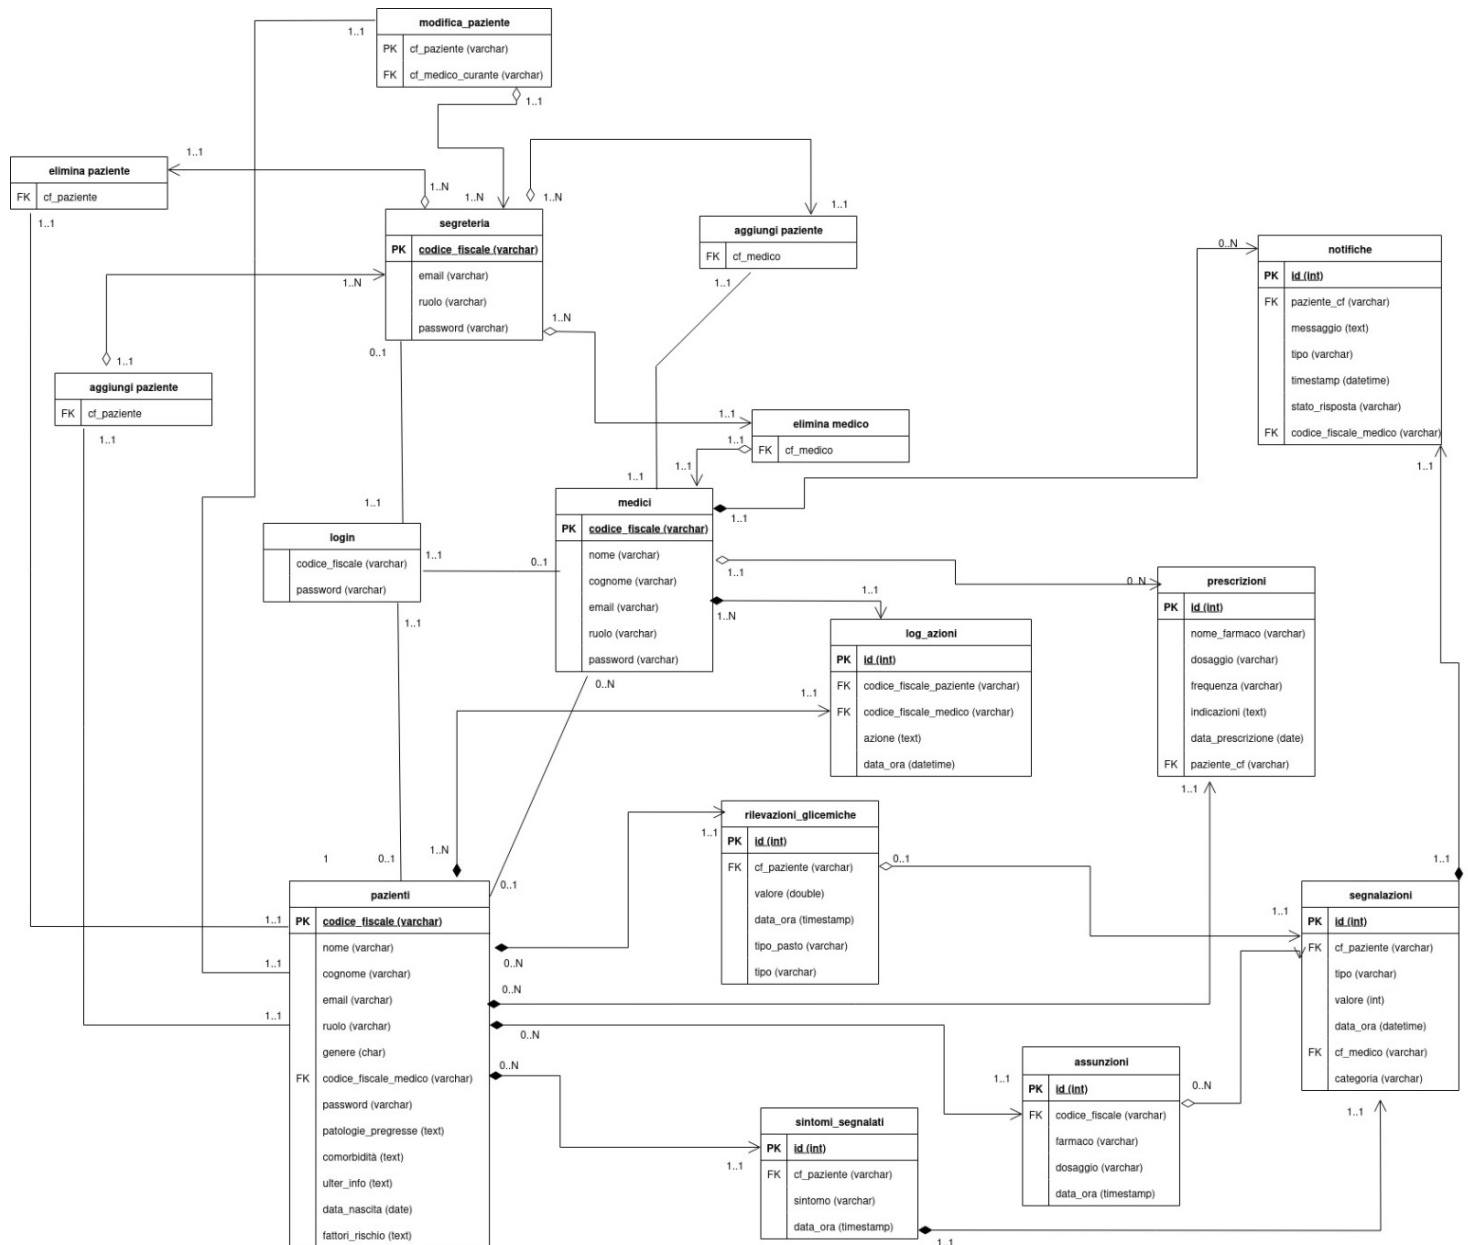 modifica_paziente
PK cf_paziente (varchar)
FK cf_medico_curante (varchar)
1..1
1..1
elimina paziente
FK cf_paziente
1..1
1..1
1..N
1..N
1..N
segreteria
PK codice_fiscale (varchar)
email (varchar)
ruolo (varchar)
password (varchar)
1..N
1..N
0..1
aggiungi paziente
FK cf_medico
1..1
1..1
aggiungi paziente
FK cf_paziente
1..1
1..1
elimina medico
FK cf_medico
1..1
1..1
1..1
notifiche
PK id (int)
FK paziente_cf (varchar)
messaggio (text)
tipo (varchar)
timestamp (datetime)
stato_risposta (varchar)
FK codice_fiscale_medico (varchar)
0..N
1..1
login
codice_fiscale (varchar)
password (varchar)
1..1
1..1
1..1
medici
PK codice_fiscale (varchar)
nome (varchar)
cognome (varchar)
email (varchar)
ruolo (varchar)
password (varchar)
1..1
0..1
1..1
1..1
1..N
0..N
prescrizioni
PK id (int)
nome_farmaco (varchar)
dosaggio (varchar)
frequenza (varchar)
indicazioni (text)
data_prescrizione (date)
FK paziente_cf (varchar)
0..N
1..1
log_azioni
PK id (int)
FK codice_fiscale_paziente (varchar)
FK codice_fiscale_medico (varchar)
azione (text)
data_ora (datetime)
1..1
1..1
rilevazioni_glicemiche
PK id (int)
FK cf_paziente (varchar)
valore (double)
data_ora (timestamp)
tipo_pasto (varchar)
tipo (varchar)
1..1
0..1
pazienti
PK codice_fiscale (varchar)
nome (varchar)
cognome (varchar)
email (varchar)
ruolo (varchar)
genere (char)
FK codice_fiscale_medico (varchar)
password (varchar)
patologie_pregresse (text)
comorbidità (text)
ulter_info (text)
data_nascita (date)
fattori_rischio (text)
1
0..1
1..N
0..1
1..1
1..1
1..1
0..N
0..N
0..N
0..N
segnalazioni
PK id (int)
FK cf_paziente (varchar)
tipo (varchar)
valore (int)
data_ora (datetime)
FK cf_medico (varchar)
categoria (varchar)
1..1
1..1
1..1
assunzioni
PK id (int)
FK codice_fiscale (varchar)
farmaco (varchar)
dosaggio (varchar)
data_ora (timestamp)
1..1
0..N
sintomi_segnalati
PK id (int)
FK cf_paziente (varchar)
sintomo (varchar)
data_ora (timestamp)
1..1
1..1